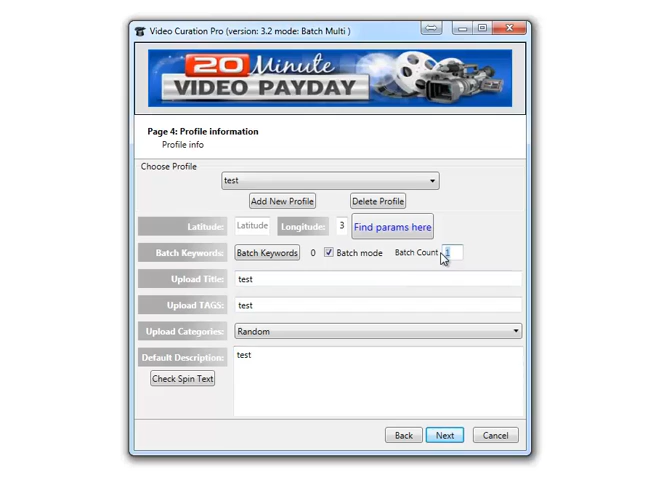 Video Curation Pro (version: 3.2 mode: Batch Multi )
20 Minute
VIDEO PAYDAY
Page 4: Profile information
Profile info
Choose Profile
test
Add New Profile Delete Profile
Latitude: Latitude Longitude: 3 Find params here
Batch Keywords: Batch Keywords 0 Batch mode Batch Count 1
Upload Title: test
Upload TAGS: test
Upload Categories: Random
Default Description: test
Check Spin Text
Back Next Cancel